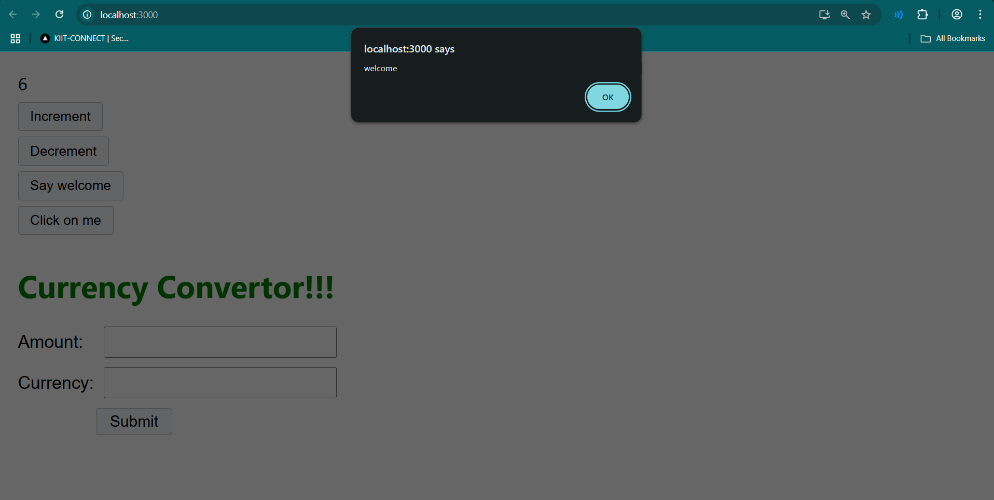 localhost:3000
KIIT-CONNECT | Sec...
All Bookmarks
localhost:3000 says
welcome
OK
6
Increment
Decrement
Say welcome
Click on me
Currency Convertor!!!
Amount:
Currency:
Submit